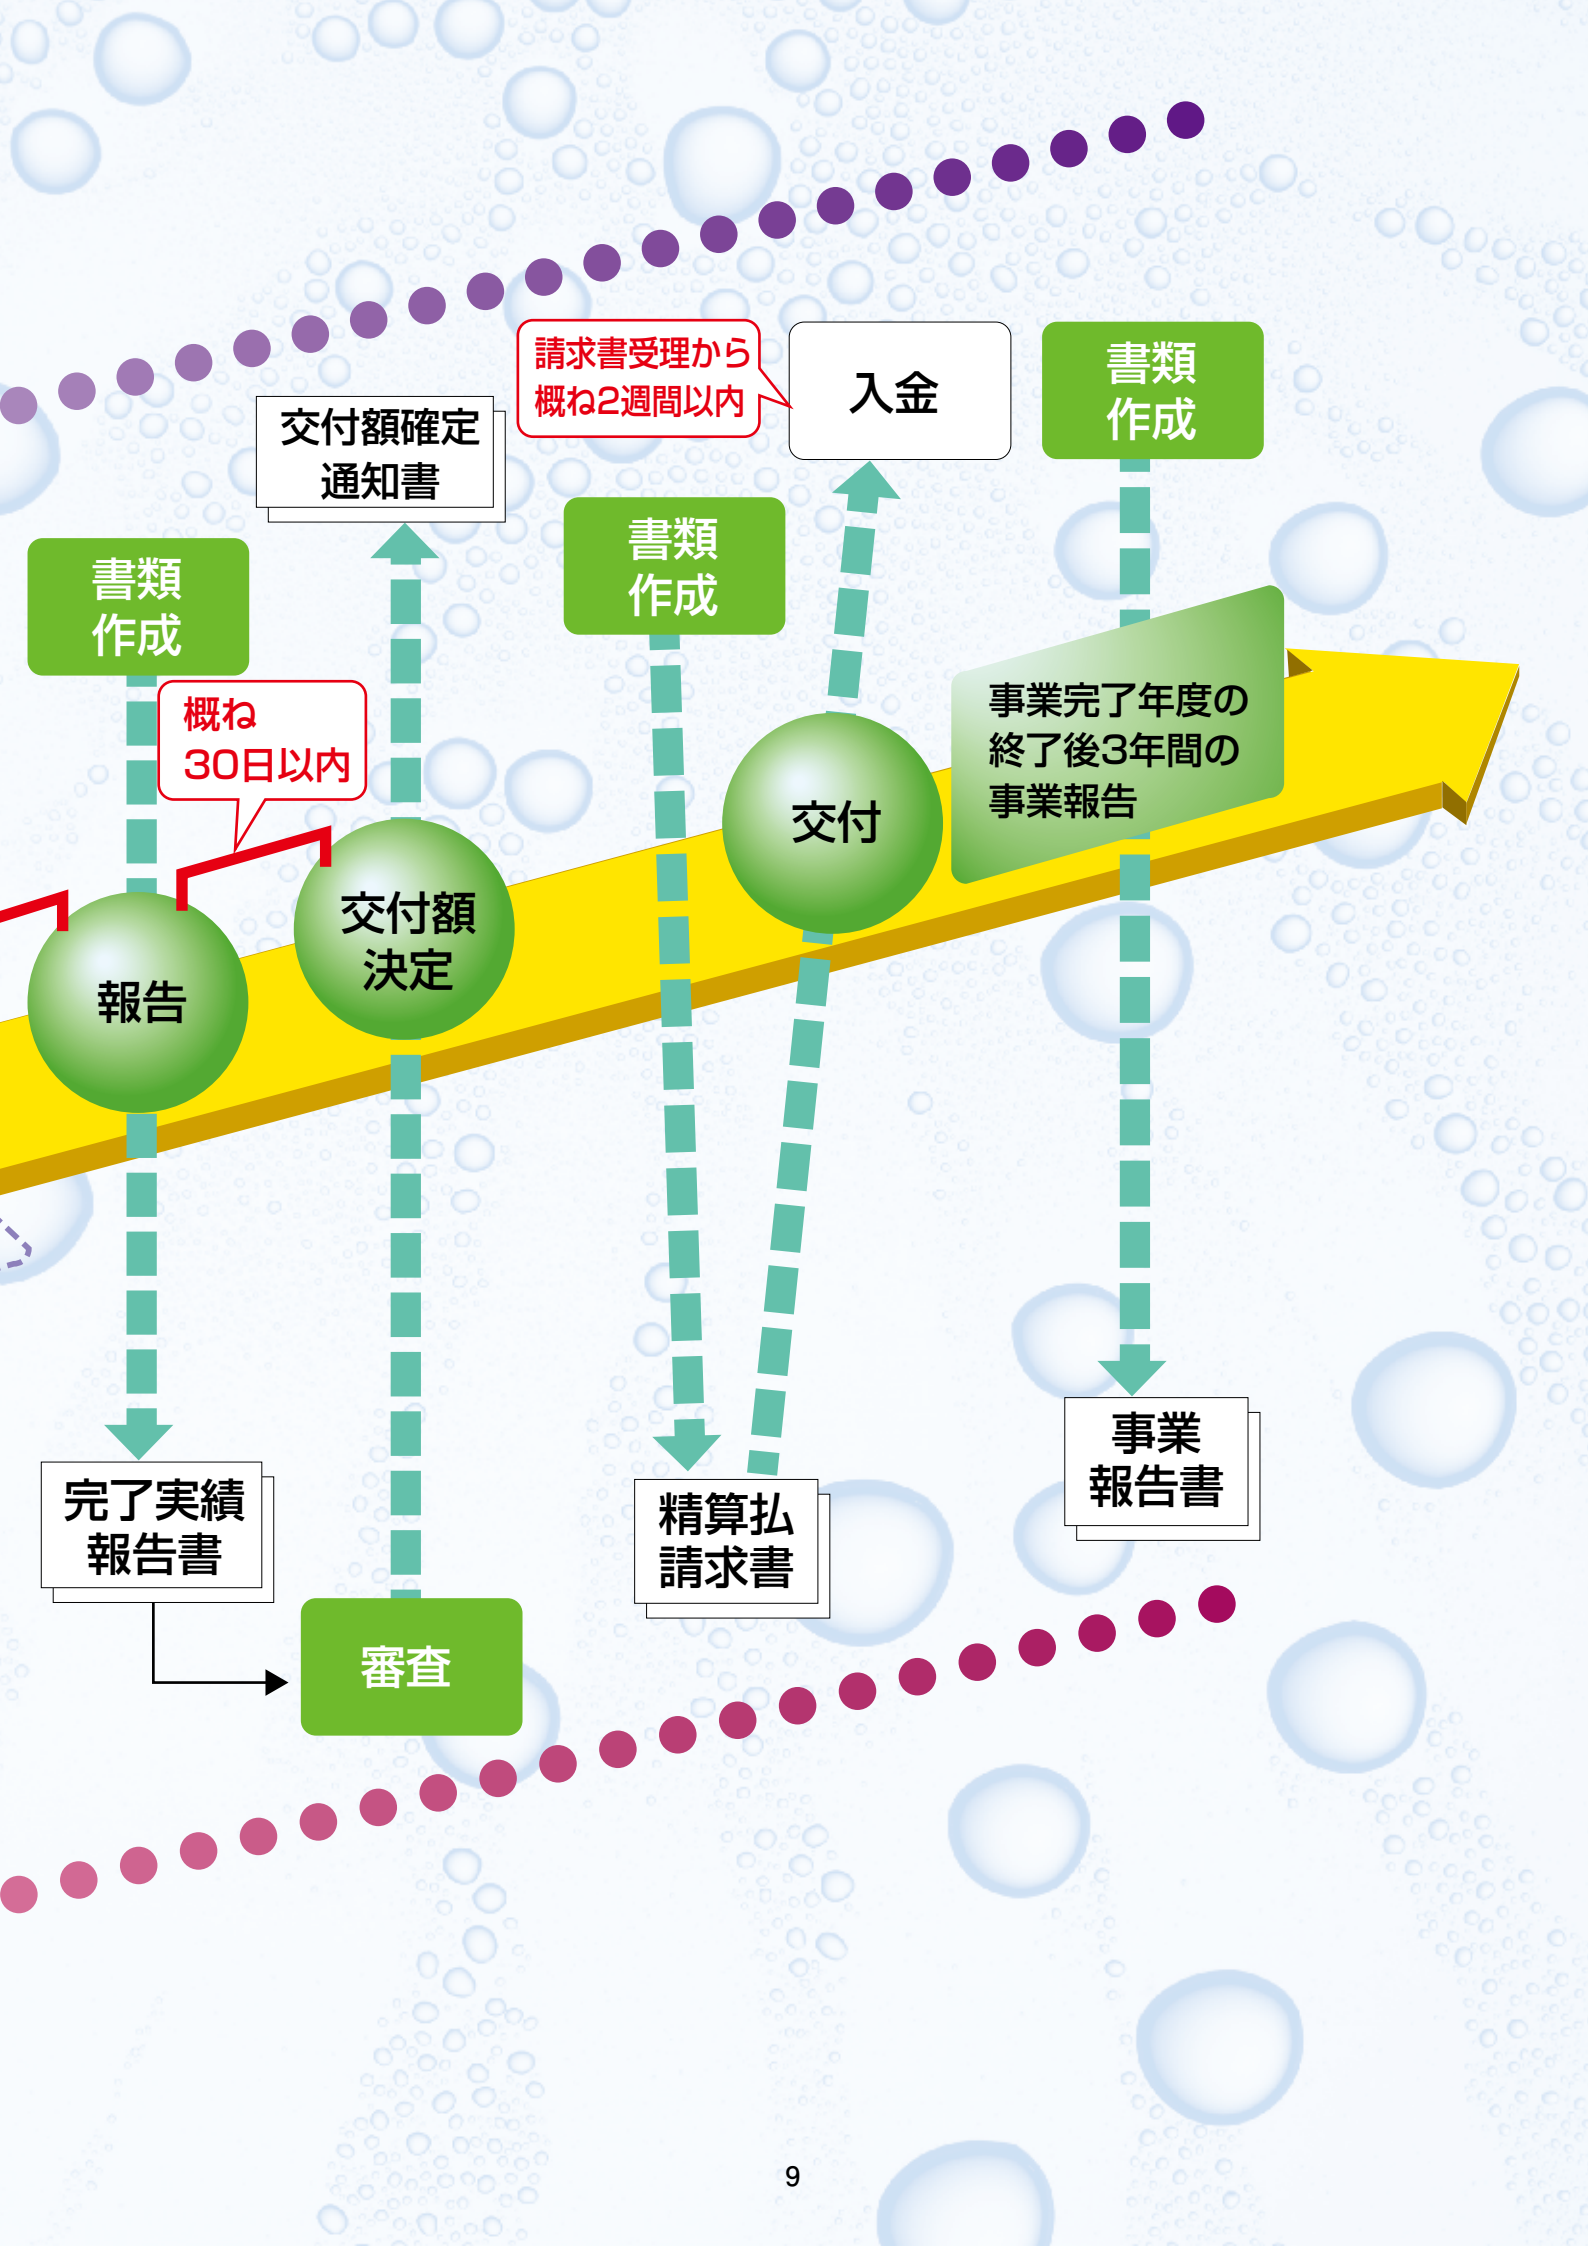 請求書受理から
概ね2週間以内
入金
書類
作成
交付額確定
通知書
書類
作成
書類
作成
概ね
30日以内
事業完了年度の
終了後3年間の
事業報告
交付
交付額
決定
報告
事業
報告書
完了実績
報告書
精算払
請求書
審査
9